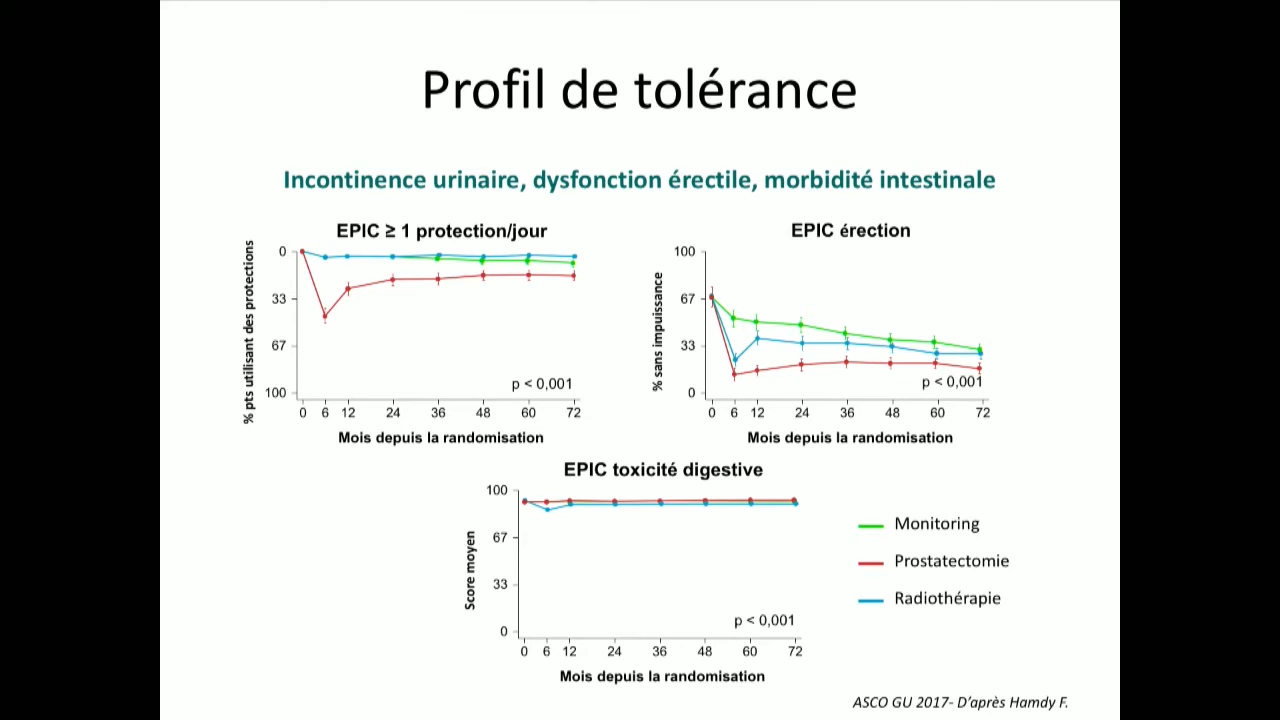 Profil de tolérance
Incontinence urinaire, dysfonction érectile, morbidité intestinale
EPIC ≥ 1 protection/jour
% pts utilisant des protections
0
33
67
100
p < 0,001
0 6 12 24 36 48 60 72
Mois depuis la randomisation
EPIC érection
% sans impuissance
100
67
33
0
p < 0,001
0 6 12 24 36 48 60 72
Mois depuis la randomisation
EPIC toxicité digestive
Score moyen
100
67
33
0
p < 0,001
0 6 12 24 36 48 60 72
Mois depuis la randomisation
Monitoring
Prostatectomie
Radiothérapie
ASCO GU 2017- D'après Hamdy F.